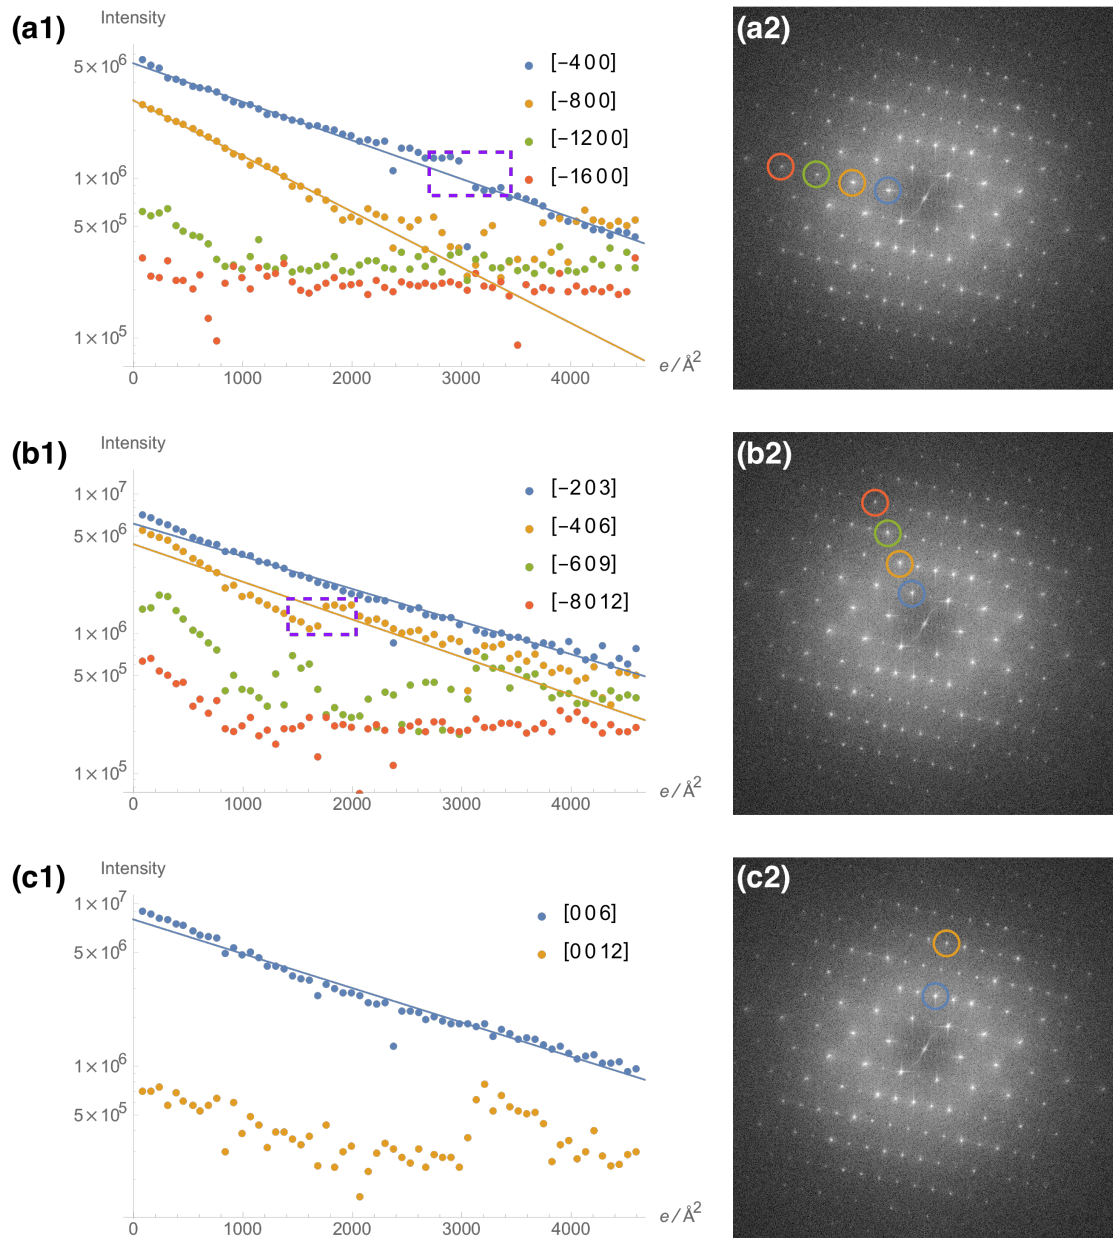 (a1)
Intensity
5×10⁶
1×10⁶
5×10⁵
1×10⁵
0
1000
2000
3000
4000
e/Å²
[−4 0 0]
[−8 0 0]
[−12 0 0]
[−16 0 0]
(a2)
(b1)
Intensity
1×10⁷
5×10⁶
1×10⁶
5×10⁵
1×10⁵
0
1000
2000
3000
4000
e/Å²
[−2 0 3]
[−4 0 6]
[−6 0 9]
[−8 0 12]
(b2)
(c1)
Intensity
1×10⁷
5×10⁶
1×10⁶
5×10⁵
0
1000
2000
3000
4000
e/Å²
[0 0 6]
[0 0 12]
(c2)